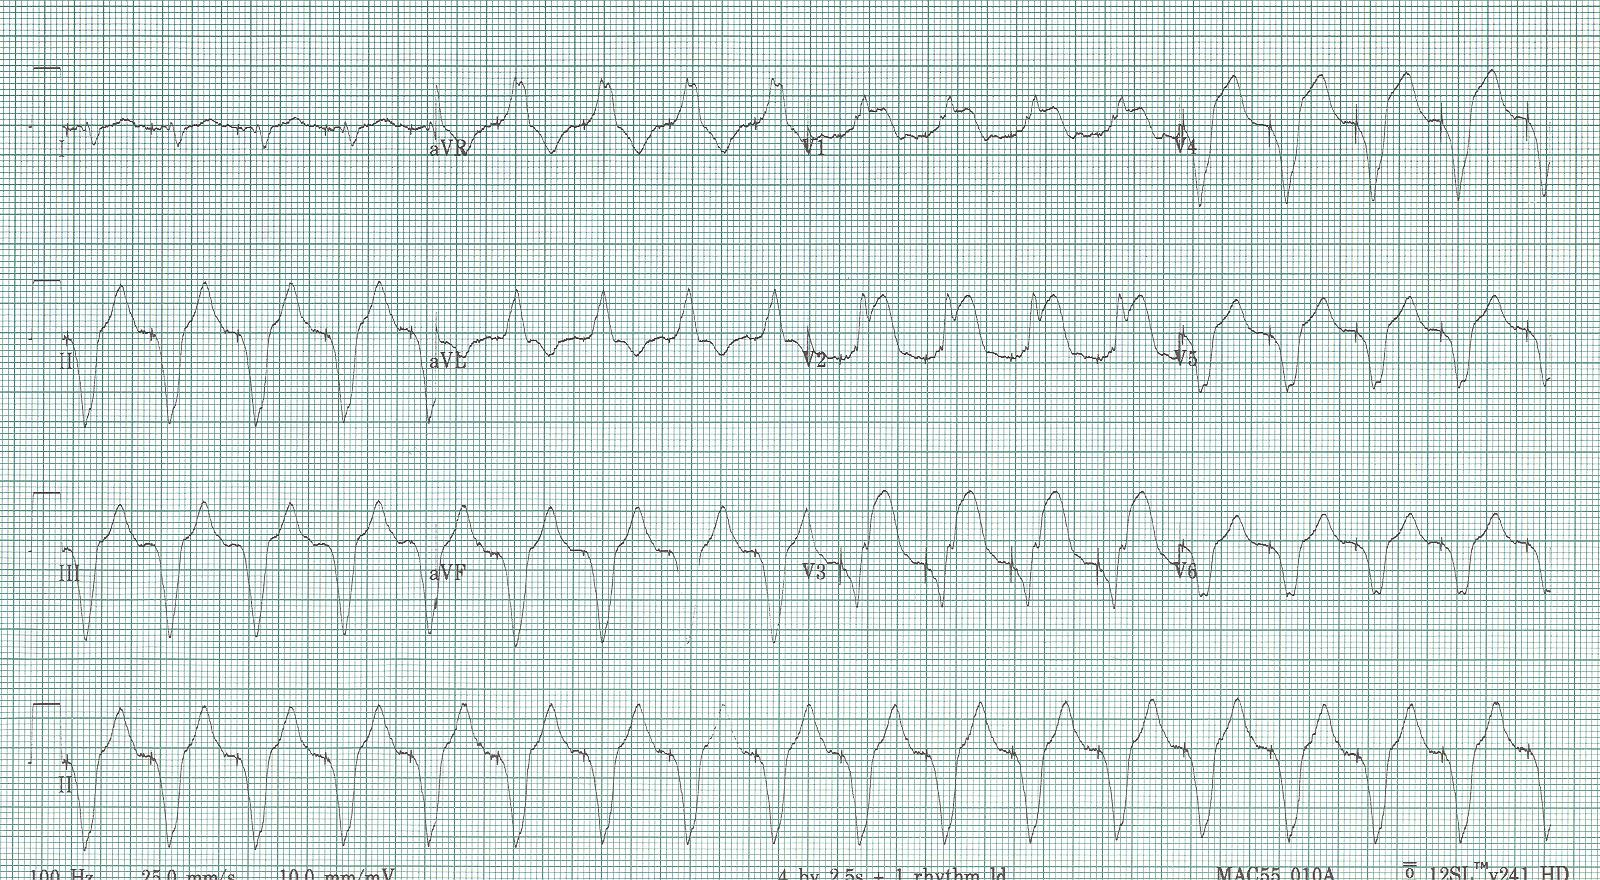 I aVR V1 V4
II aVL V2 V5
III aVF V3 V6
II
100 Hz 25.0 mm/s 10.0 mm/mV 4 by 2.5s + 1 rhythm ld MAC55 010A 12SL™ v241 HD